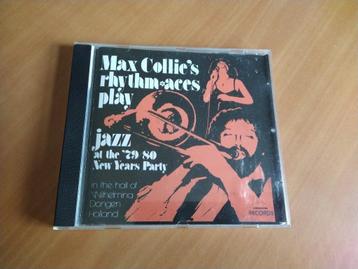 Max Collie's
rhythm aces
play
jazz
at the '79/80
New Years Party
in the hall of
Wilhelmina
Dongen
Holland
RECORDS